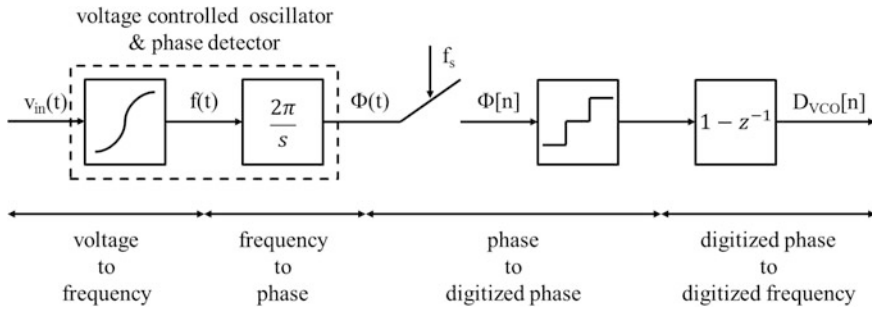 voltage controlled oscillator
& phase detector
v_in(t)
f(t)
2π
s
Φ(t)
f_s
Φ[n]
1 − z⁻¹
D_VCO[n]
voltage
to
frequency
frequency
to
phase
phase
to
digitized phase
digitized phase
to
digitized frequency